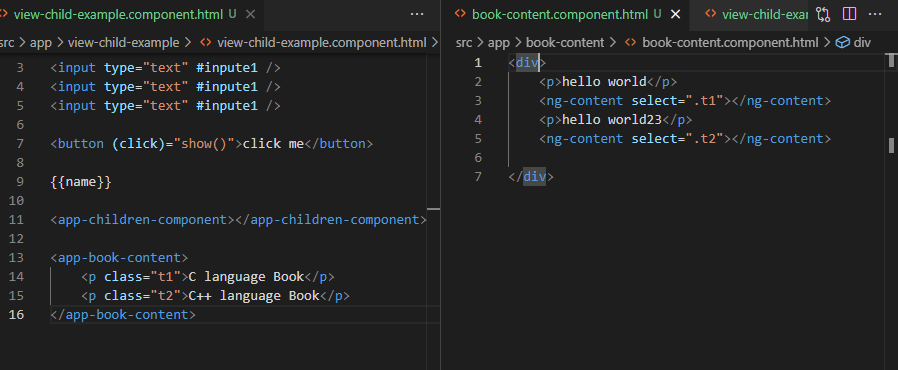 view-child-example.component.html U
src > app > view-child-example > view-child-example.component.html >
3 <input type="text" #inpute1 />
4 <input type="text" #inpute1 />
5 <input type="text" #inpute1 />
6
7 <button (click)="show()">click me</button>
8
9 {{name}}
10
11 <app-children-component></app-children-component>
12
13 <app-book-content>
14 <p class="t1">C language Book</p>
15 <p class="t2">C++ language Book</p>
16 </app-book-content>
book-content.component.html U
view-child-exar
src > app > book-content > book-content.component.html > div
1 <div>
2 <p>hello world</p>
3 <ng-content select=".t1"></ng-content>
4 <p>hello world23</p>
5 <ng-content select=".t2"></ng-content>
6
7 </div>